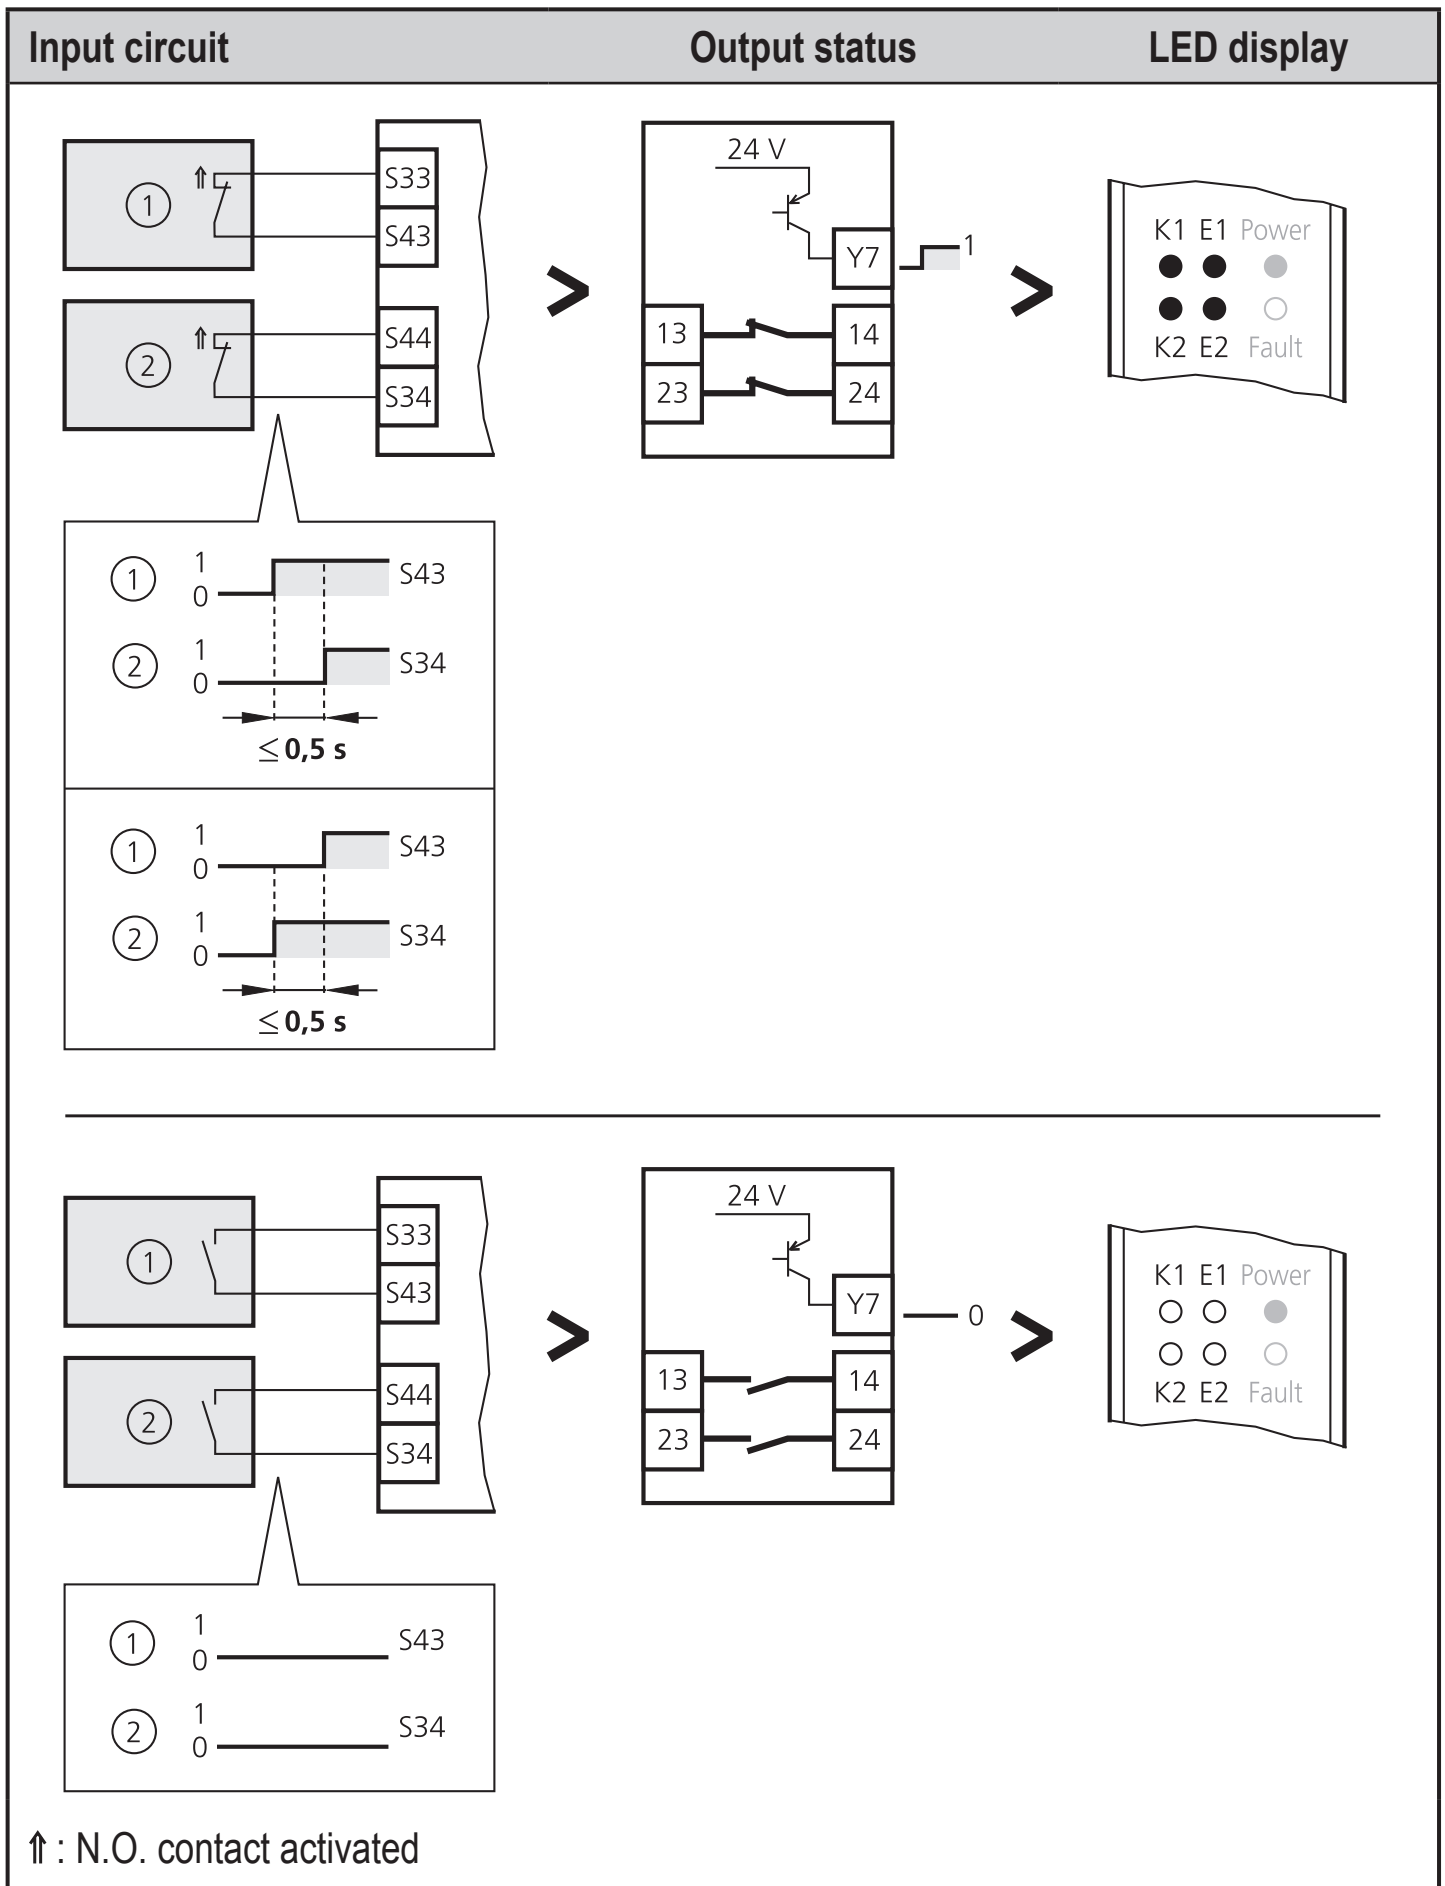 Input circuit Output status LED display
1
S33
S43
2
S44
S34
24 V
Y7
1
13 14
23 24
K1 E1 Power
K2 E2 Fault
1 1 0 S43
2 1 0 S34
≤ 0,5 s
1 1 0 S43
2 1 0 S34
≤ 0,5 s
1
S33
S43
2
S44
S34
24 V
Y7
0
13 14
23 24
K1 E1 Power
K2 E2 Fault
1 1 0 S43
2 1 0 S34
⇑ : N.O. contact activated